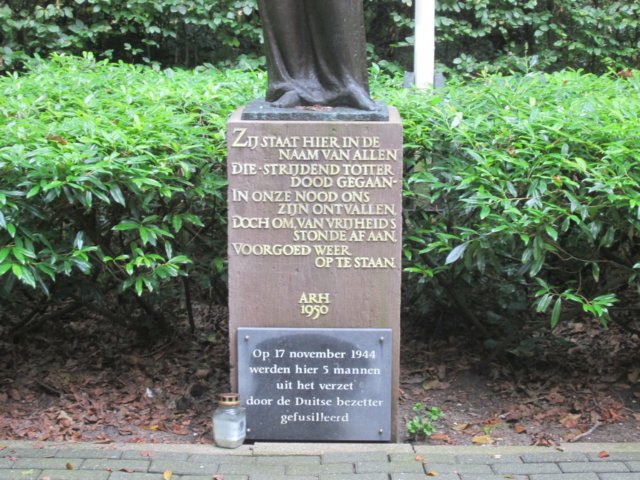 ZIJ STAAT HIER IN DE
NAAM VAN ALLEN
DIE · STRIJDEND TOT TER
DOOD GEGAAN-
IN ONZE NOOD ONS
ZIJN ONTVALLEN,
DOCH OM, VAN VRIJHEIDS
STONDE AF AAN,
VOORGOED WEER
OP TE STAAN.
ARH
1950
Op 17 november 1944
werden hier 5 mannen
uit het verzet
door de Duitse bezetter
gefusilleerd